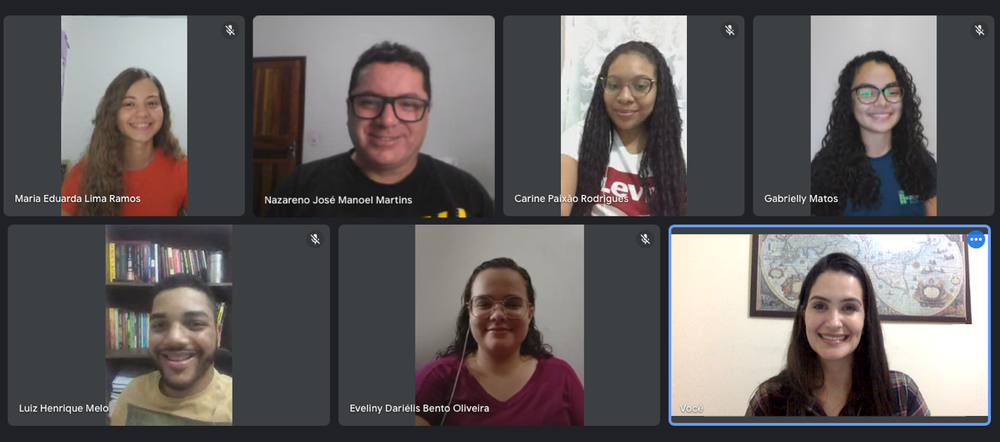 Maria Eduarda Lima Ramos
Nazareno José Manoel Martins
Carine Paixão Rodrigues
Gabrielly Matos
Levi
Luiz Henrique Melo
Eveliny Dariélis Bento Oliveira
Você